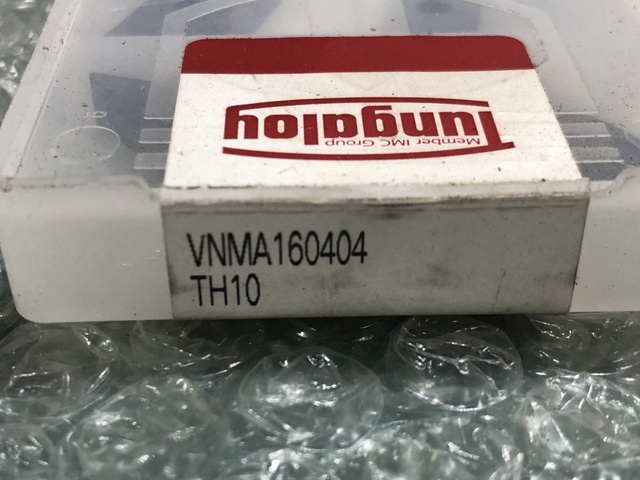 Tungaloy
Member IMC Group
VNMA160404
TH10